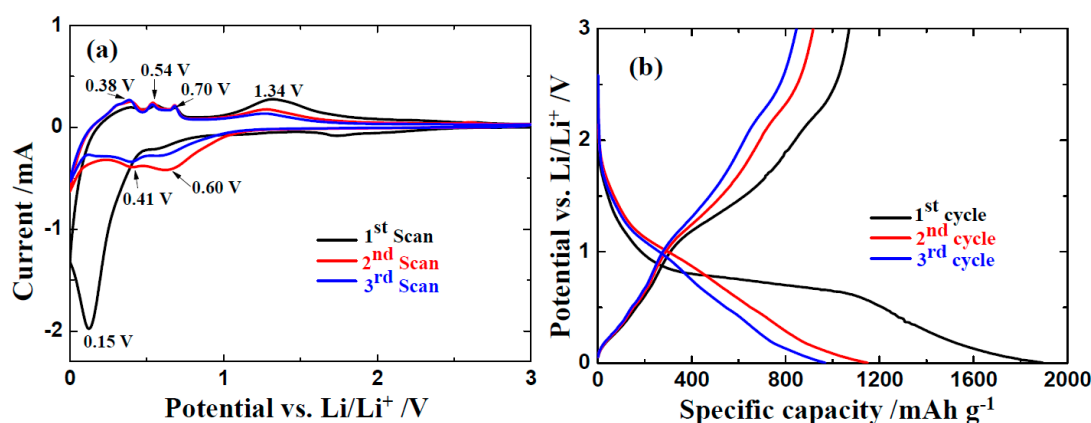 (a)
0.38 V
0.54 V
0.70 V
1.34 V
0.41 V
0.60 V
0.15 V
1st Scan
2nd Scan
3rd Scan
1
0
-1
-2
0
1
2
3
Current /mA
Potential vs. Li/Li+ /V
(b)
1st cycle
2nd cycle
3rd cycle
3
2
1
0
0
400
800
1200
1600
2000
Potential vs. Li/Li+ /V
Specific capacity /mAh g-1